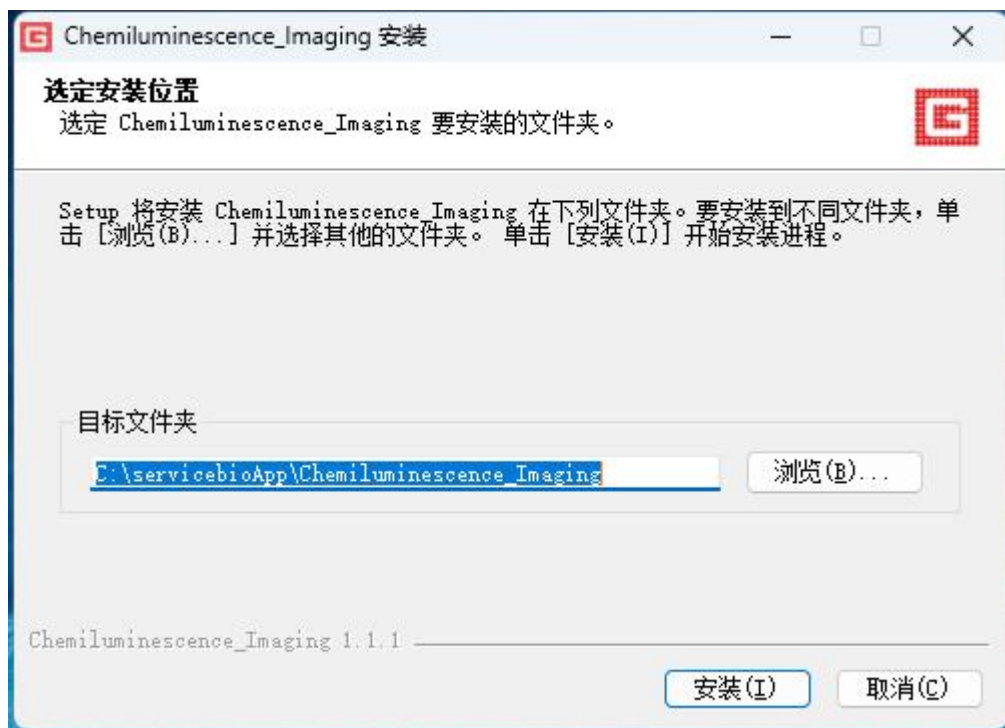 Chemiluminescence_Imaging 安装
选定安装位置
选定 Chemiluminescence_Imaging 要安装的文件夹。
Setup 将安装 Chemiluminescence_Imaging 在下列文件夹。要安装到不同文件夹，单
击 [浏览(B)...] 并选择其他的文件夹。 单击 [安装(I)] 开始安装进程。
目标文件夹
C:\servicebioApp\Chemiluminescence_Imaging
浏览(B)...
Chemiluminescence_Imaging 1.1.1
安装(I)
取消(C)